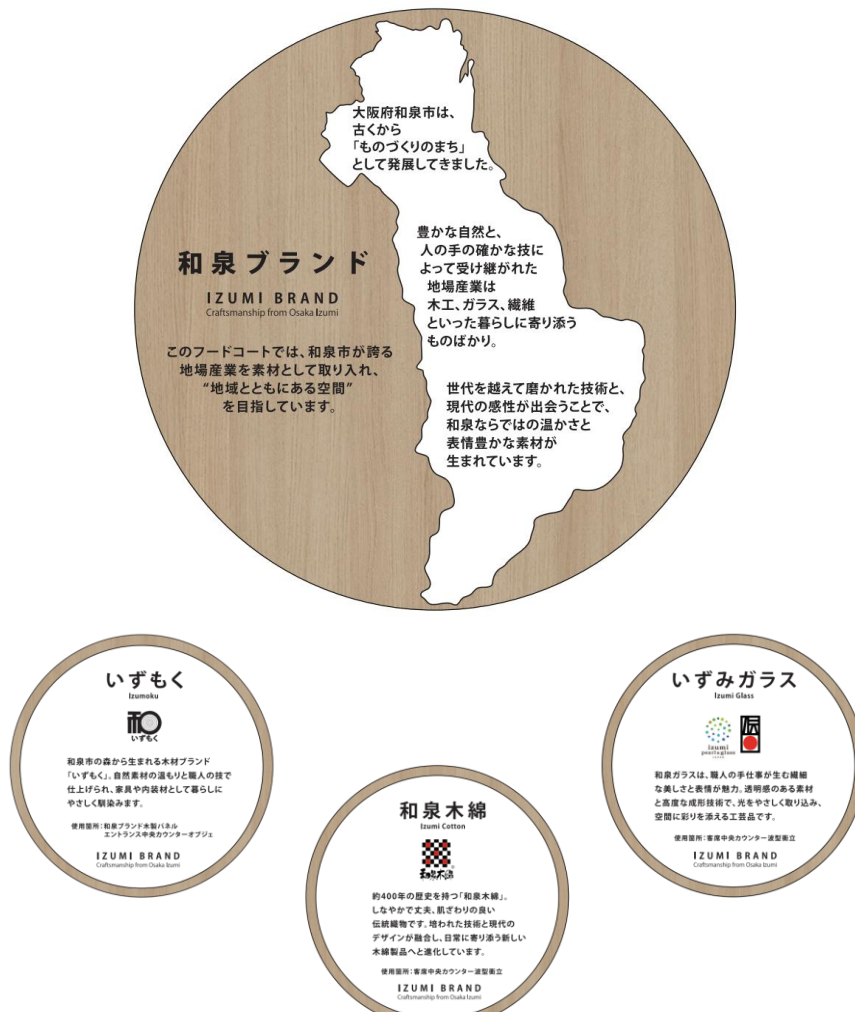 大阪府和泉市は、
古くから
「ものづくりのまち」
として発展してきました。
豊かな自然と、
人の手の確かな技に
よって受け継がれた
地場産業は
木工、ガラス、繊維
といった暮らしに寄り添う
ものばかり。
世代を越えて磨かれた技術と、
現代の感性が出会うことで、
和泉ならではの温かさと
表情豊かな素材が
生まれています。
和泉ブランド
IZUMI BRAND
Craftsmanship from Osaka Izumi
このフードコートでは、和泉市が誇る
地場産業を素材として取り入れ、
“地域とともにある空間”
を目指しています。
いずもく
Izumoku
和
いずもく
和泉市の森から生まれる木材ブランド
「いずもく」。自然素材の温もりと職人の技で
仕上げられ、家具や内装材として暮らしに
やさしく馴染みます。
使用箇所：和泉ブランド木製パネル
エントランス中央カウンターオブジェ
IZUMI BRAND
Craftsmanship from Osaka Izumi
和泉木綿
Izumi Cotton
和泉木綿
約400年の歴史を持つ「和泉木綿」。
しなやかで丈夫、肌ざわりの良い
伝統織物です。培われた技術と現代の
デザインが融合し、日常に寄り添う新しい
木綿製品へと進化しています。
使用箇所：客席中央カウンター波型衝立
IZUMI BRAND
Craftsmanship from Osaka Izumi
いずみガラス
Izumi Glass
izumi
pearl&glass
伝
和泉ガラスは、職人の手仕事が生む繊細
な美しさと表情が魅力。透明感のある素材
と高度な成形技術で、光をやさしく取り込み、
空間に彩りを添える工芸品です。
使用箇所：客席中央カウンター波型衝立
IZUMI BRAND
Craftsmanship from Osaka Izumi